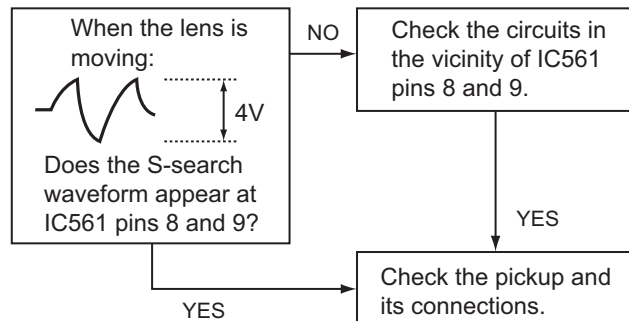 When the lens is
moving:
4V
Does the S-search
waveform appear at
IC561 pins 8 and 9?
NO
Check the circuits in
the vicinity of IC561
pins 8 and 9.
YES
YES
Check the pickup and
its connections.